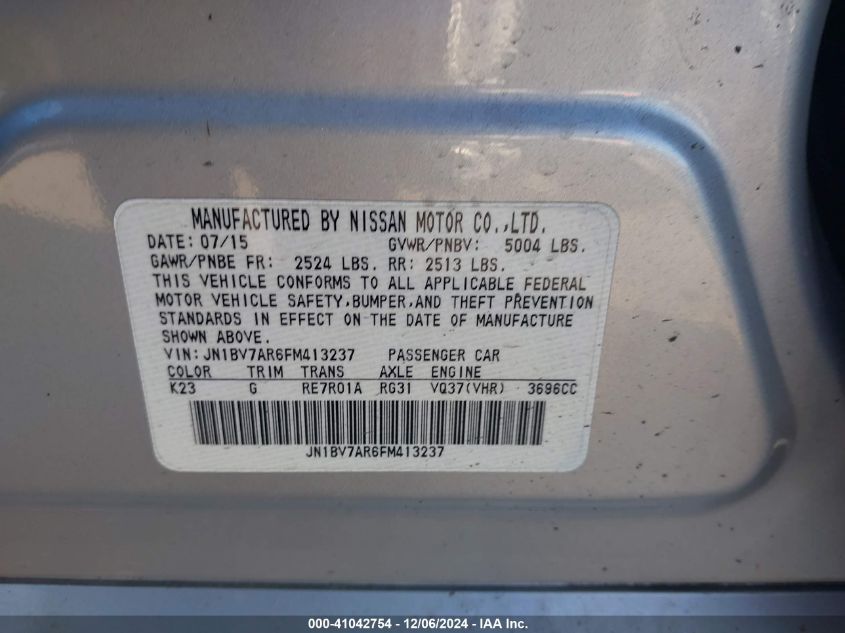 MANUFACTURED BY NISSAN MOTOR CO.,LTD.
DATE: 07/15 GVWR/PNBV: 5004 LBS.
GAWR/PNBE FR: 2524 LBS. RR: 2513 LBS.
THIS VEHICLE CONFORMS TO ALL APPLICABLE FEDERAL
MOTOR VEHICLE SAFETY,BUMPER,AND THEFT PREVENTION
STANDARDS IN EFFECT ON THE DATE OF MANUFACTURE
SHOWN ABOVE.
VIN: JN1BV7AR6FM413237 PASSENGER CAR
COLOR TRIM TRANS AXLE ENGINE
K23 G RE7R01A RG31 VQ37(VHR) 3696CC
JN1BV7AR6FM413237
000-41042754 - 12/06/2024 - IAA Inc.